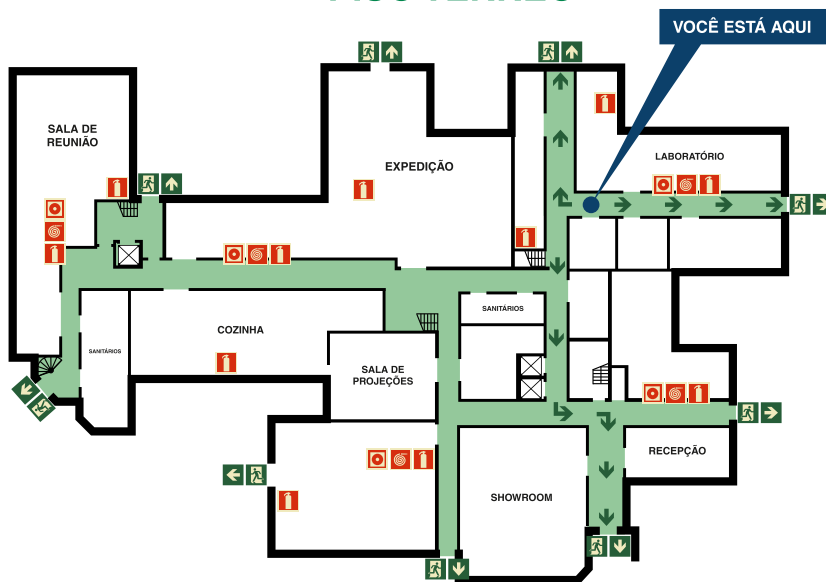 VOCÊ ESTÁ AQUI
SALA DE
REUNIÃO
EXPEDIÇÃO
LABORATÓRIO
SANITÁRIOS
COZINHA
SANITÁRIOS
SALA DE
PROJEÇÕES
RECEPÇÃO
SHOWROOM